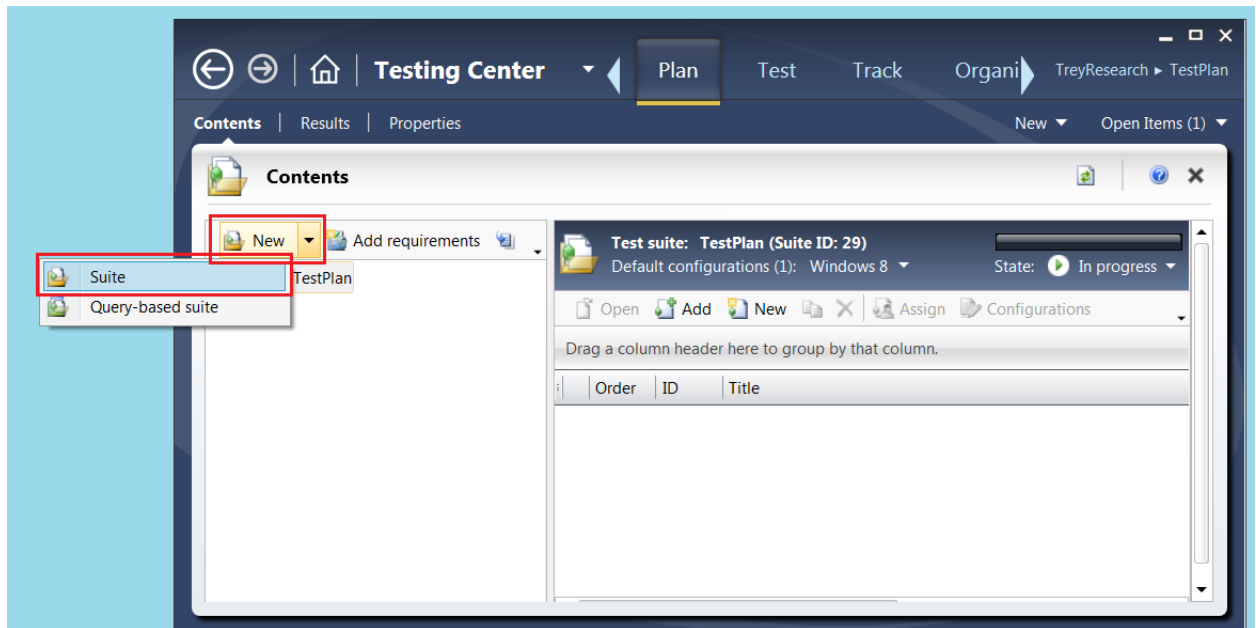 Testing Center
Plan
Test
Track
Organi
TreyResearch ▸ TestPlan
Contents
Results
Properties
New
Open Items (1)
Contents
New
Add requirements
Suite
Query-based suite
TestPlan
Test suite: TestPlan (Suite ID: 29)
Default configurations (1): Windows 8
State: In progress
Open
Add
New
Assign
Configurations
Drag a column header here to group by that column.
Order
ID
Title